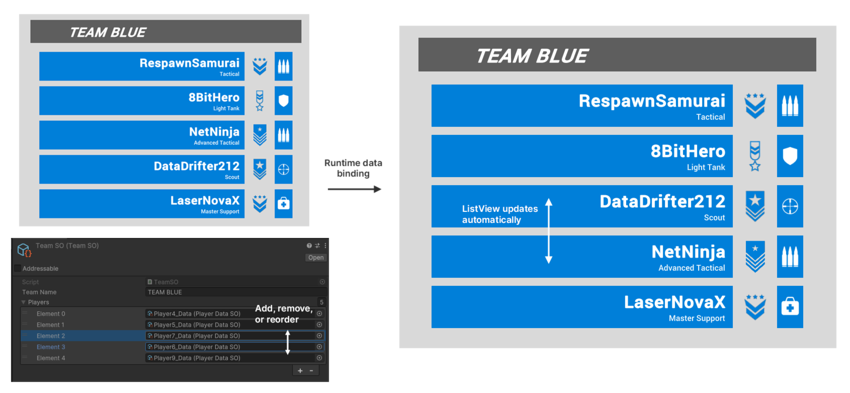 TEAM BLUE
RespawnSamurai
Tactical
8BitHero
Light Tank
NetNinja
Advanced Tactical
DataDrifter212
Scout
LaserNovaX
Master Support
Team SO (Team SO)
Open
Addressable
Script
TeamSO
Team Name
TEAM BLUE
Players
5
Element 0
Player4_Data (Player Data SO)
Element 1
Player5_Data (Player Data SO)
Element 2
Player7_Data (Player Data SO)
Element 3
Player6_Data (Player Data SO)
Element 4
Player9_Data (Player Data SO)
Add, remove,
or reorder
+ -
Runtime data
binding
TEAM BLUE
RespawnSamurai
Tactical
8BitHero
Light Tank
ListView updates
automatically
DataDrifter212
Scout
NetNinja
Advanced Tactical
LaserNovaX
Master Support